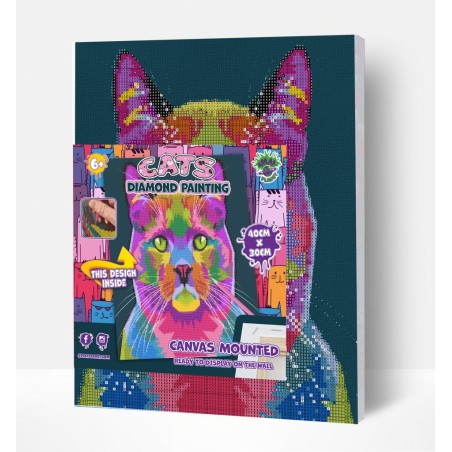 6+
CATS
DIAMOND PAINTING
40CM
X
30CM
THIS DESIGN
INSIDE
CANVAS MOUNTED
READY TO DISPLAY ON THE WALL